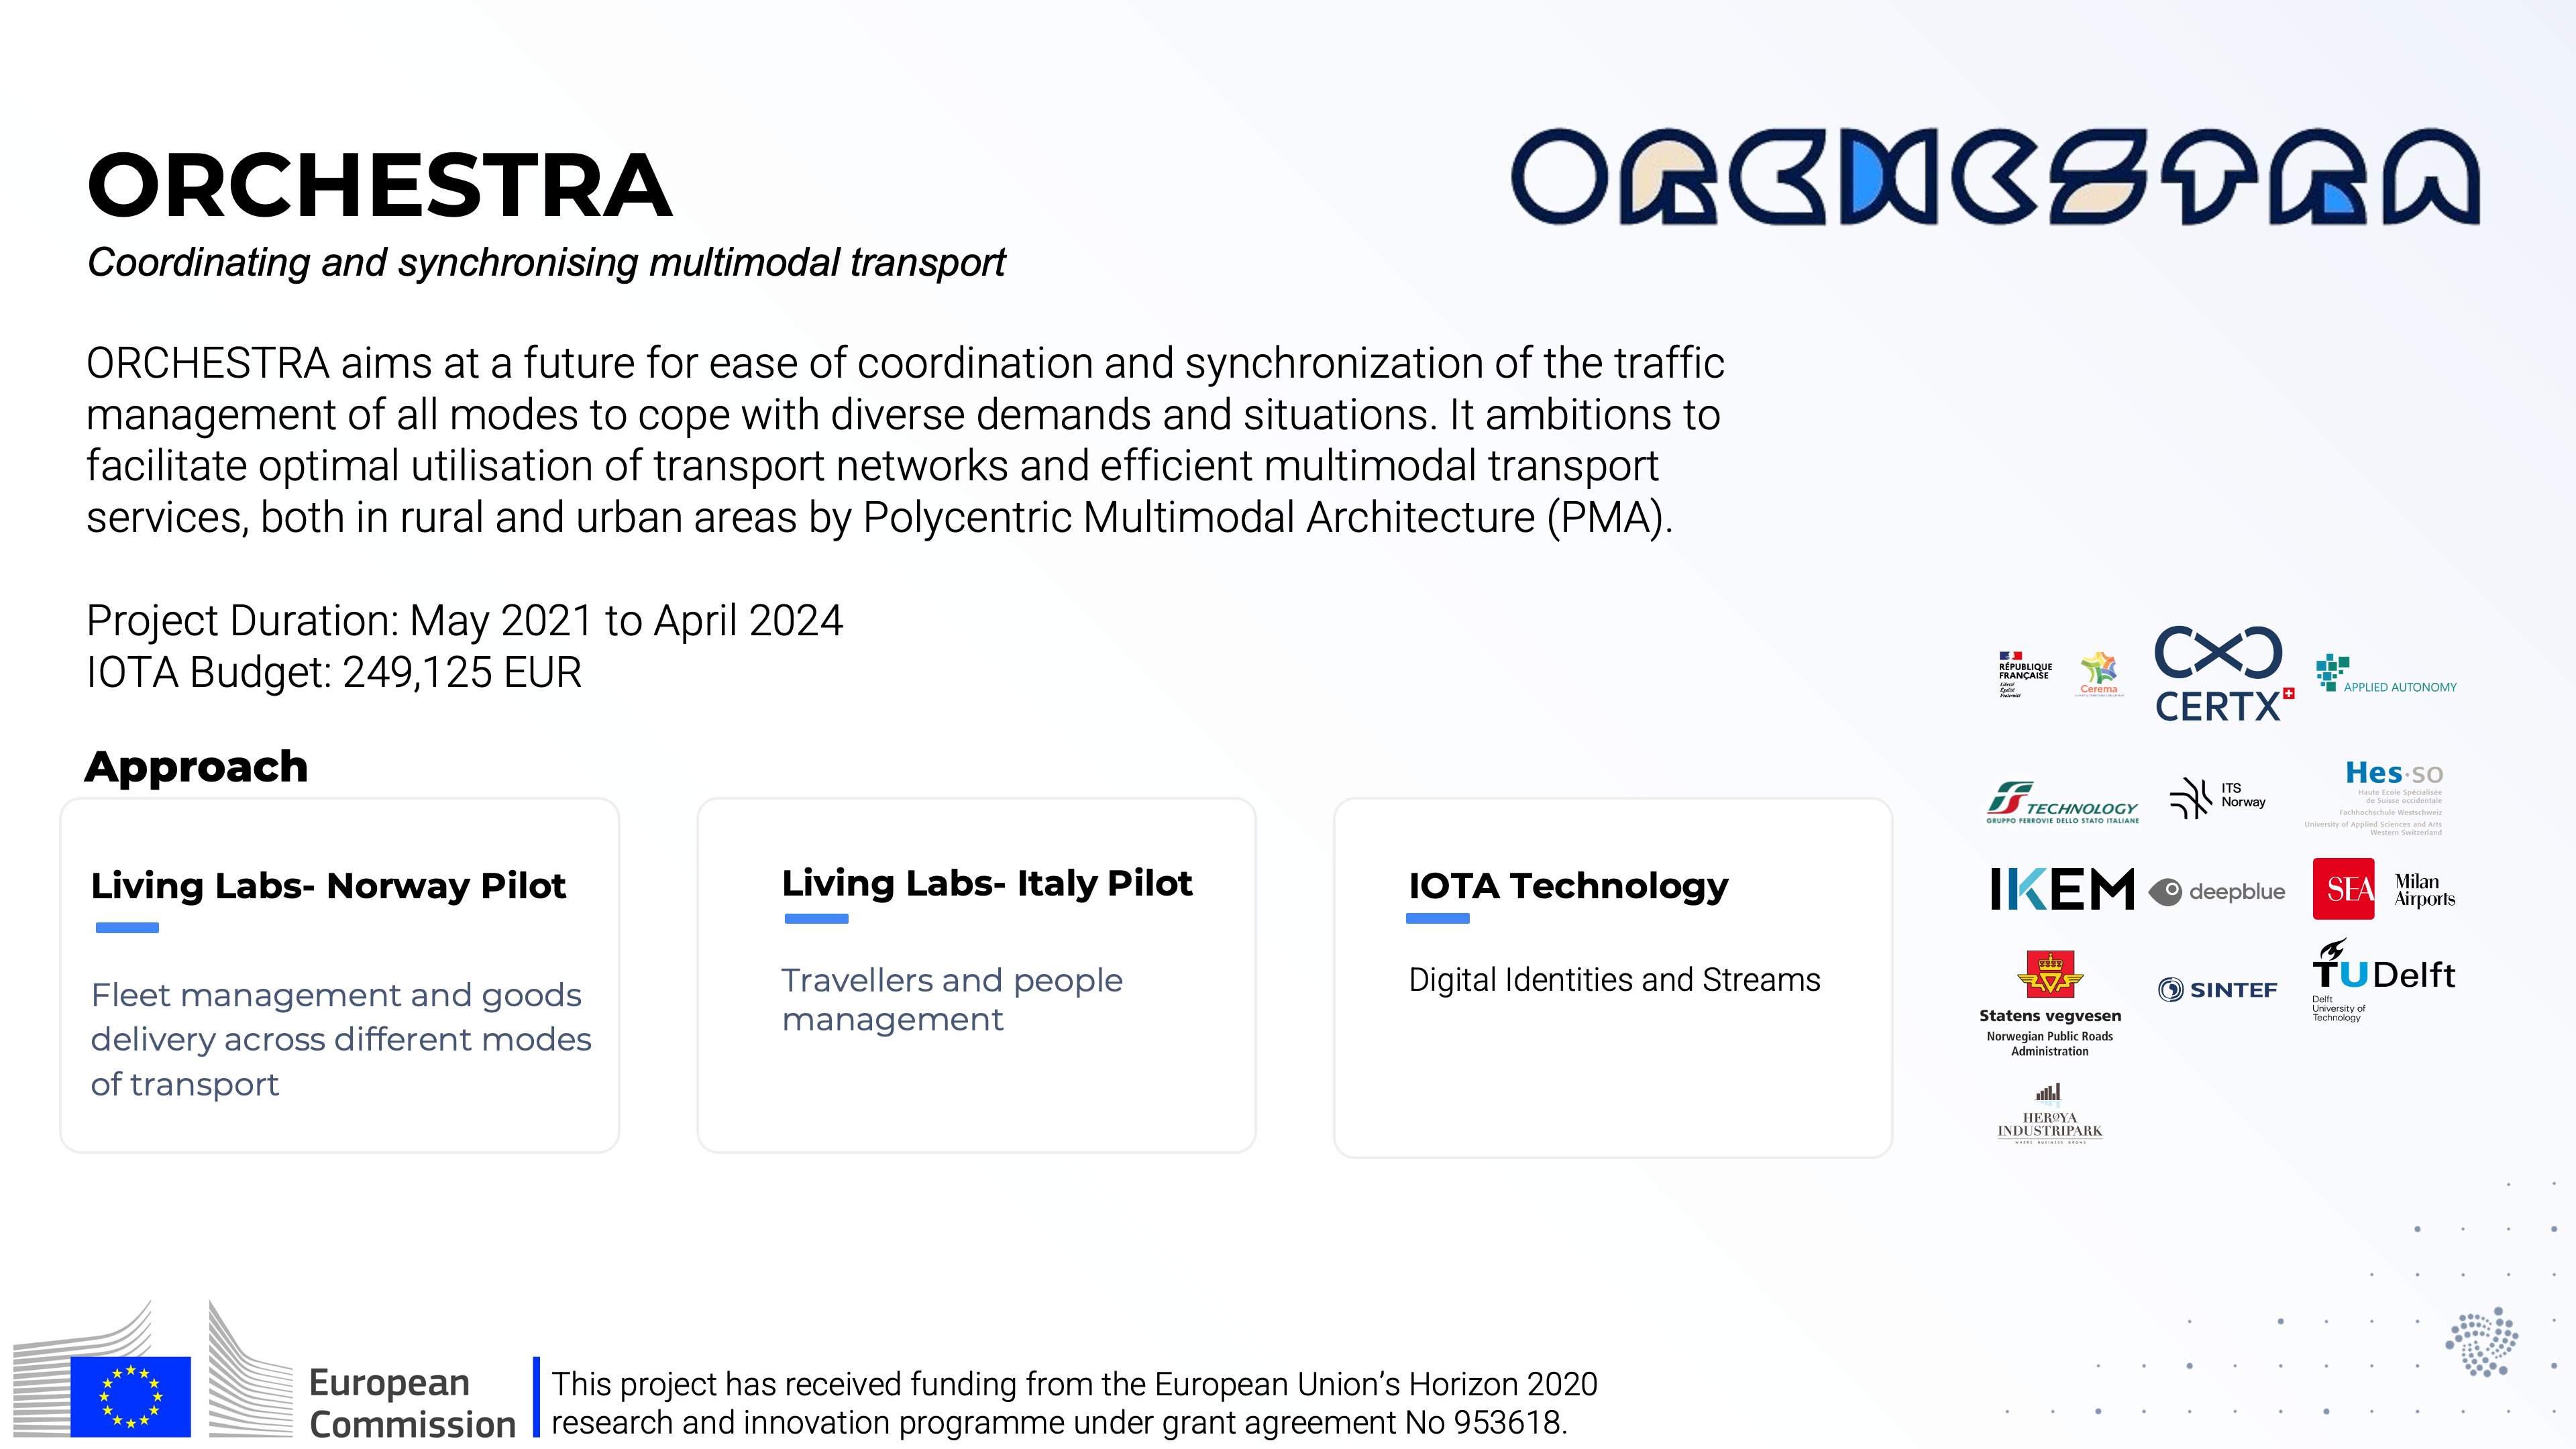 ORCHESTRA
ORCHESTRA
Coordinating and synchronising multimodal transport
ORCHESTRA aims at a future for ease of coordination and synchronization of the traffic
management of all modes to cope with diverse demands and situations. It ambitions to
facilitate optimal utilisation of transport networks and efficient multimodal transport
services, both in rural and urban areas by Polycentric Multimodal Architecture (PMA).
Project Duration: May 2021 to April 2024
IOTA Budget: 249,125 EUR
Approach
Living Labs- Norway Pilot
Fleet management and goods
delivery across different modes
of transport
Living Labs- Italy Pilot
Travellers and people
management
IOTA Technology
Digital Identities and Streams
RÉPUBLIQUE
FRANÇAISE
Liberté
Égalité
Fraternité
Cerema
CERTX
APPLIED AUTONOMY
TECHNOLOGY
GRUPPO FERROVIE DELLO STATO ITALIANE
ITS
Norway
Hes·so
Haute Ecole Spécialisée
de Suisse occidentale
Fachhochschule Westschweiz
University of Applied Sciences and Arts
Western Switzerland
IKEM
deepblue
SEA
Milan
Airports
Statens vegvesen
Norwegian Public Roads
Administration
SINTEF
TUDelft
Delft
University of
Technology
HERØYA
INDUSTRIPARK
WHERE BUSINESS GROWS
European
Commission
This project has received funding from the European Union’s Horizon 2020
research and innovation programme under grant agreement No 953618.